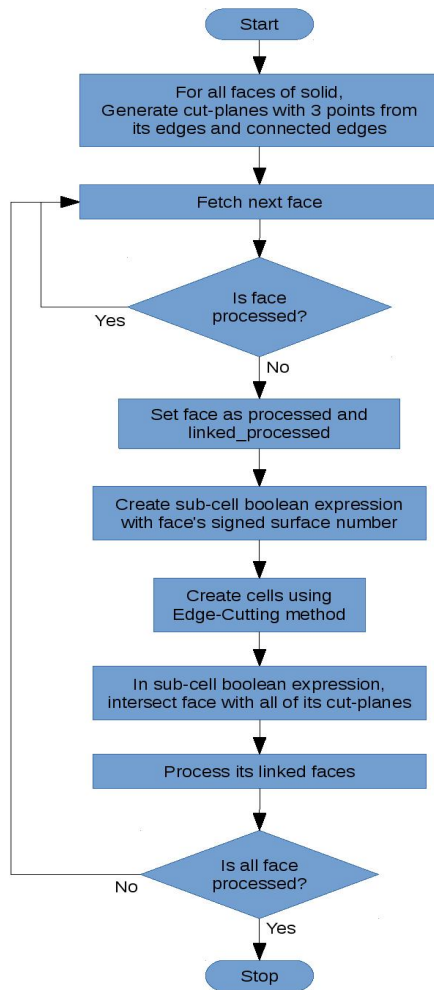 Start
For all faces of solid,
Generate cut-planes with 3 points from
its edges and connected edges
Fetch next face
Is face
processed?
Yes
No
Set face as processed and
linked_processed
Create sub-cell boolean expression
with face's signed surface number
Create cells using
Edge-Cutting method
In sub-cell boolean expression,
intersect face with all of its cut-planes
Process its linked faces
Is all face
processed?
No
Yes
Stop